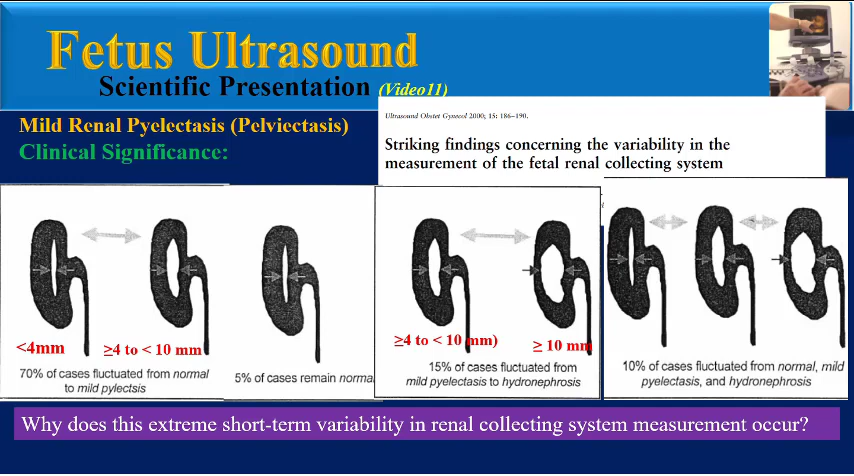 Fetus Ultrasound
Scientific Presentation (Video11)
Mild Renal Pyelectasis (Pelviectasis)
Clinical Significance:
Ultrasound Obstet Gynecol 2000; 15: 186–190.
Striking findings concerning the variability in the
measurement of the fetal renal collecting system
<4mm
≥4 to < 10 mm
70% of cases fluctuated from normal
to mild pylectsis
5% of cases remain normal
≥4 to < 10 mm)
≥ 10 mm
15% of cases fluctuated from
mild pyelectasis to hydronephrosis
10% of cases fluctuated from normal, mild
pyelectasis, and hydronephrosis
Why does this extreme short-term variability in renal collecting system measurement occur?